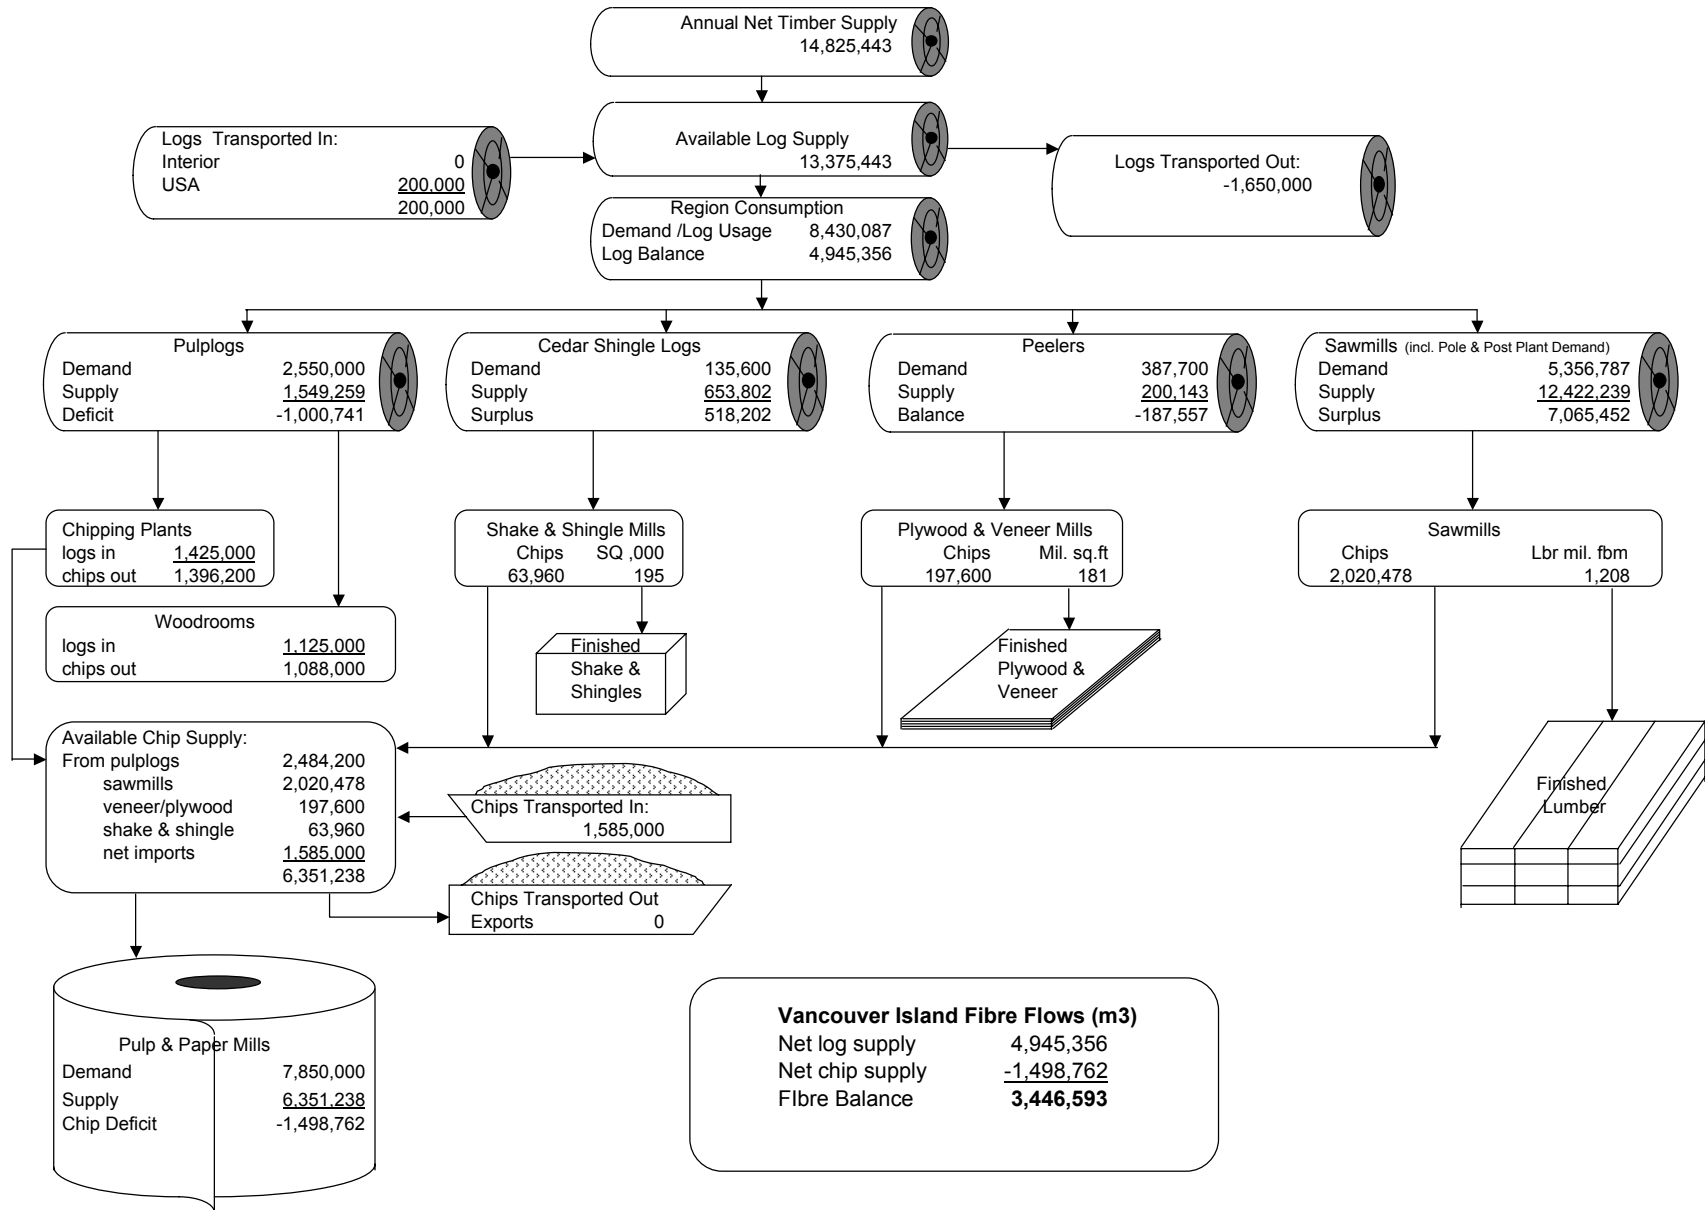 Annual Net Timber Supply
14,825,443
Logs Transported In:
Interior 0
USA 200,000
200,000
Available Log Supply
13,375,443
Logs Transported Out:
-1,650,000
Region Consumption
Demand /Log Usage 8,430,087
Log Balance 4,945,356
Pulplogs
Demand 2,550,000
Supply 1,549,259
Deficit -1,000,741
Cedar Shingle Logs
Demand 135,600
Supply 653,802
Surplus 518,202
Peelers
Demand 387,700
Supply 200,143
Balance -187,557
Sawmills (incl. Pole & Post Plant Demand)
Demand 5,356,787
Supply 12,422,239
Surplus 7,065,452
Chipping Plants
logs in 1,425,000
chips out 1,396,200
Shake & Shingle Mills
Chips SQ ,000
63,960 195
Plywood & Veneer Mills
Chips Mil. sq.ft
197,600 181
Sawmills
Chips Lbr mil. fbm
2,020,478 1,208
Woodrooms
logs in 1,125,000
chips out 1,088,000
Finished
Shake &
Shingles
Finished
Plywood &
Veneer
Finished
Lumber
Available Chip Supply:
From pulplogs 2,484,200
sawmills 2,020,478
veneer/plywood 197,600
shake & shingle 63,960
net imports 1,585,000
6,351,238
Chips Transported In:
1,585,000
Chips Transported Out
Exports 0
Pulp & Paper Mills
Demand 7,850,000
Supply 6,351,238
Chip Deficit -1,498,762
Vancouver Island Fibre Flows (m3)
Net log supply 4,945,356
Net chip supply -1,498,762
FIbre Balance 3,446,593